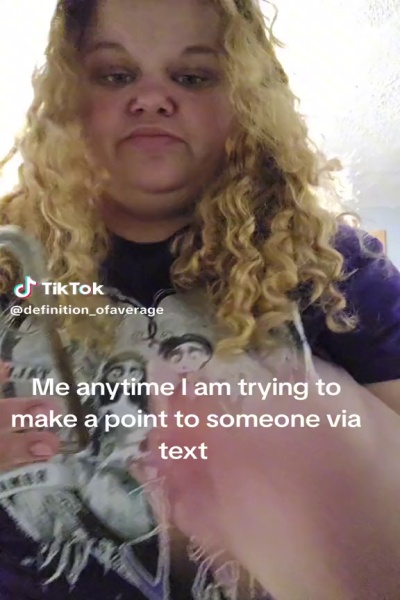 TikTok
@definition_ofaverage
Me anytime I am trying to
make a point to someone via
text